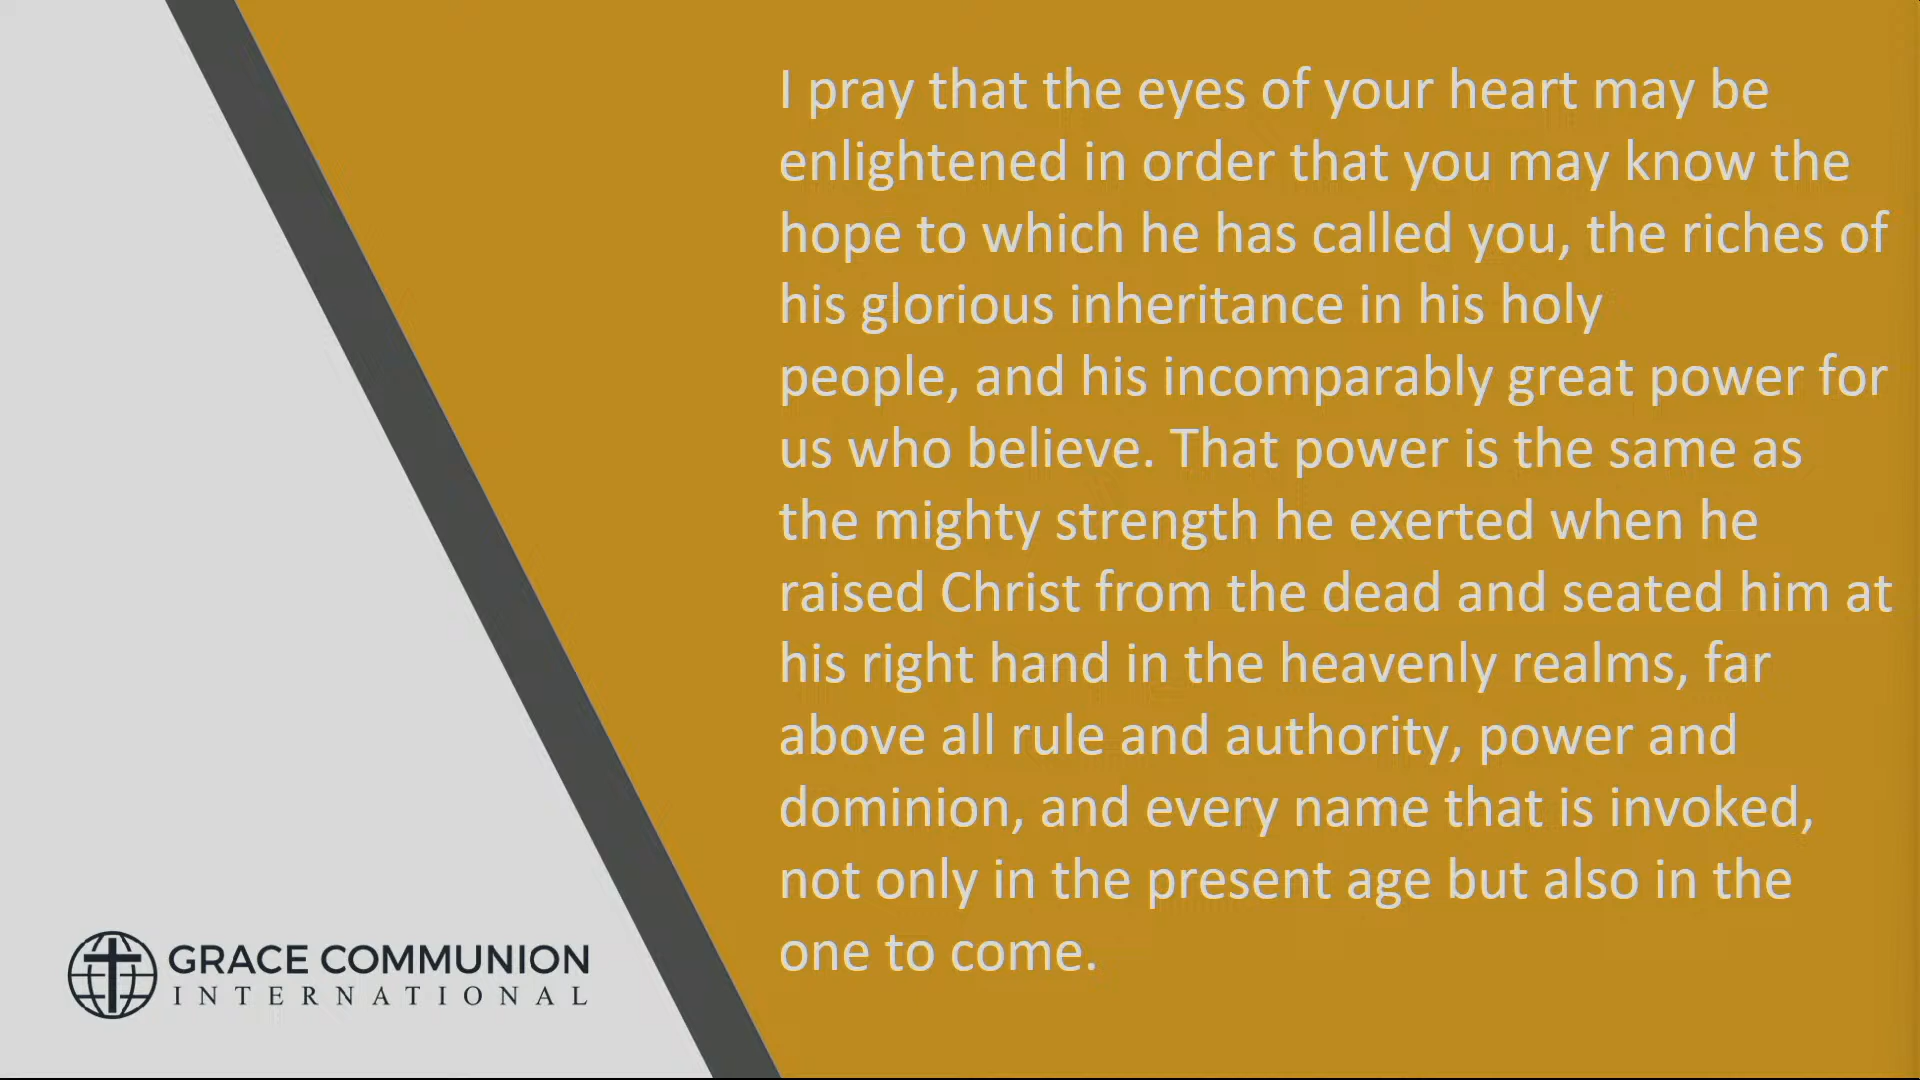 I pray that the eyes of your heart may be
enlightened in order that you may know the
hope to which he has called you, the riches of
his glorious inheritance in his holy
people, and his incomparably great power for
us who believe. That power is the same as
the mighty strength he exerted when he
raised Christ from the dead and seated him at
his right hand in the heavenly realms, far
above all rule and authority, power and
dominion, and every name that is invoked,
not only in the present age but also in the
one to come.
GRACE COMMUNION
INTERNATIONAL